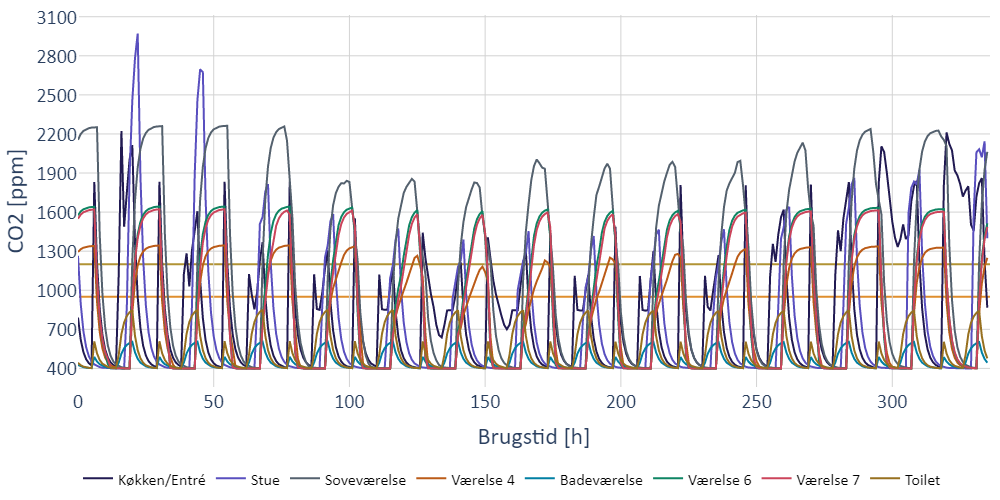 3100
2800
2500
2200
1900
1600
1300
1000
700
400
CO2 [ppm]
0 50 100 150 200 250 300
Brugstid [h]
Køkken/Entré Stue Soveværelse Værelse 4 Badeværelse Værelse 6 Værelse 7 Toilet